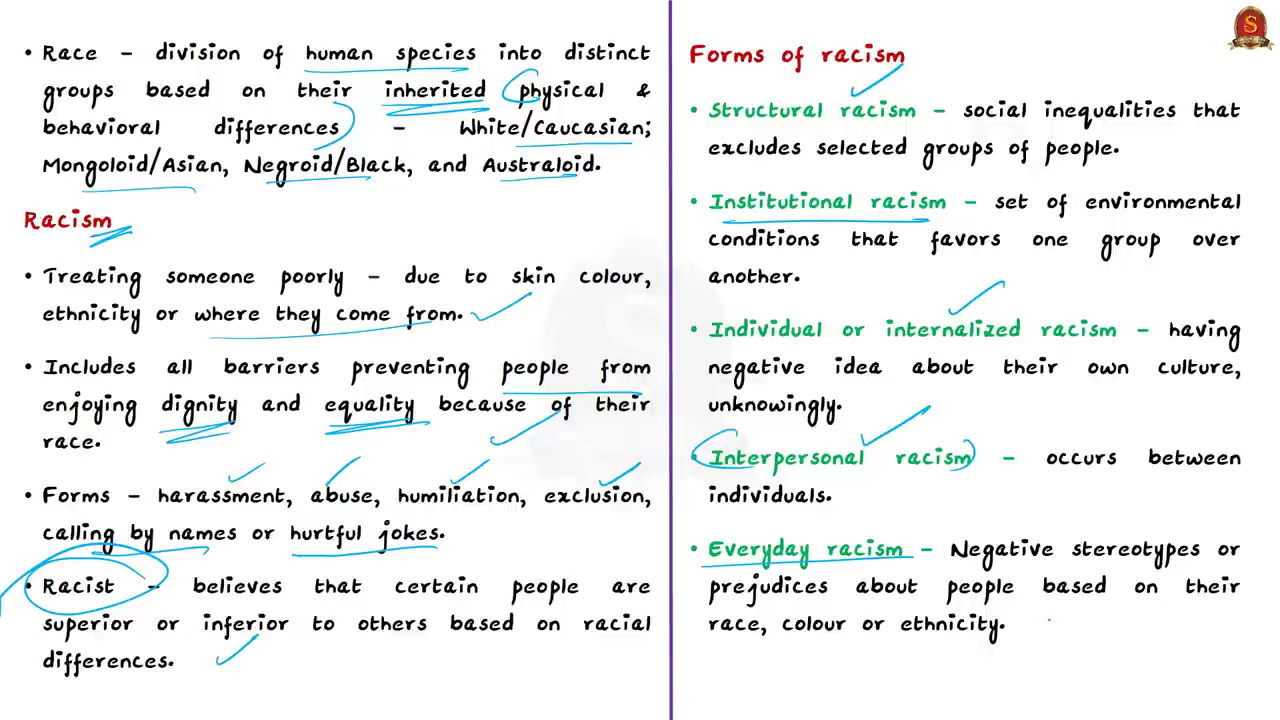 • Race – division of human species into distinct
groups based on their inherited physical &
behavioral differences – White/Caucasian;
Mongoloid/Asian, Negroid/Black, and Australoid.
Racism
• Treating someone poorly – due to skin colour,
ethnicity or where they come from.
• Includes all barriers preventing people from
enjoying dignity and equality because of their
race.
• Forms – harassment, abuse, humiliation, exclusion,
calling by names or hurtful jokes.
• Racist – believes that certain people are
superior or inferior to others based on racial
differences.
Forms of racism
• Structural racism – social inequalities that
excludes selected groups of people.
• Institutional racism – set of environmental
conditions that favors one group over
another.
• Individual or internalized racism – having
negative idea about their own culture,
unknowingly.
• Interpersonal racism – occurs between
individuals.
• Everyday racism – Negative stereotypes or
prejudices about people based on their
race, colour or ethnicity.
S